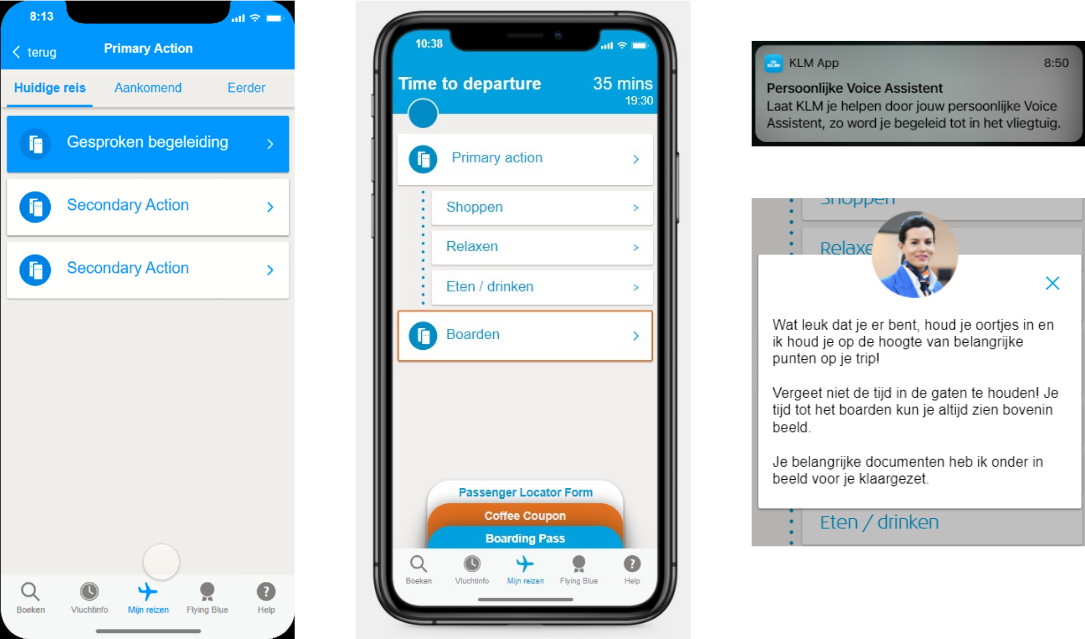 8:13
terug
Primary Action
Huidige reis
Aankomend
Eerder
Gesproken begeleiding
Secondary Action
Secondary Action
Boeken
Vluchtinfo
Mijn reizen
Flying Blue
Help
10:38
Time to departure
35 mins
19:30
Primary action
Shoppen
Relaxen
Eten / drinken
Boarden
Passenger Locator Form
Coffee Coupon
Boarding Pass
Boeken
Vluchtinfo
Mijn reizen
Flying Blue
Help
KLM App
8:50
Persoonlijke Voice Assistent
Laat KLM je helpen door jouw persoonlijke Voice
Assistent, zo word je begeleid tot in het vliegtuig.
Shoppen
Relaxe
Wat leuk dat je er bent, houd je oortjes in en
ik houd je op de hoogte van belangrijke
punten op je trip!
Vergeet niet de tijd in de gaten te houden! Je
tijd tot het boarden kun je altijd zien bovenin
beeld.
Je belangrijke documenten heb ik onder in
beeld voor je klaargezet.
Eten / drinken